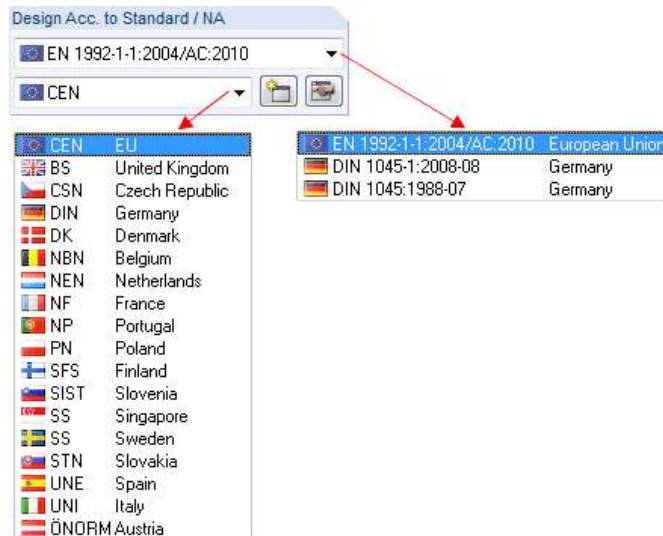 Design Acc. to Standard / NA
EN 1992-1-1:2004/AC:2010
CEN
CEN EU
BS United Kingdom
CSN Czech Republic
DIN Germany
DK Denmark
NBN Belgium
NEN Netherlands
NF France
NP Portugal
PN Poland
SFS Finland
SIST Slovenia
SS Singapore
SS Sweden
STN Slovakia
UNE Spain
UNI Italy
ÖNORM Austria
EN 1992-1-1:2004/AC:2010 European Union
DIN 1045-1:2008-08 Germany
DIN 1045:1988-07 Germany